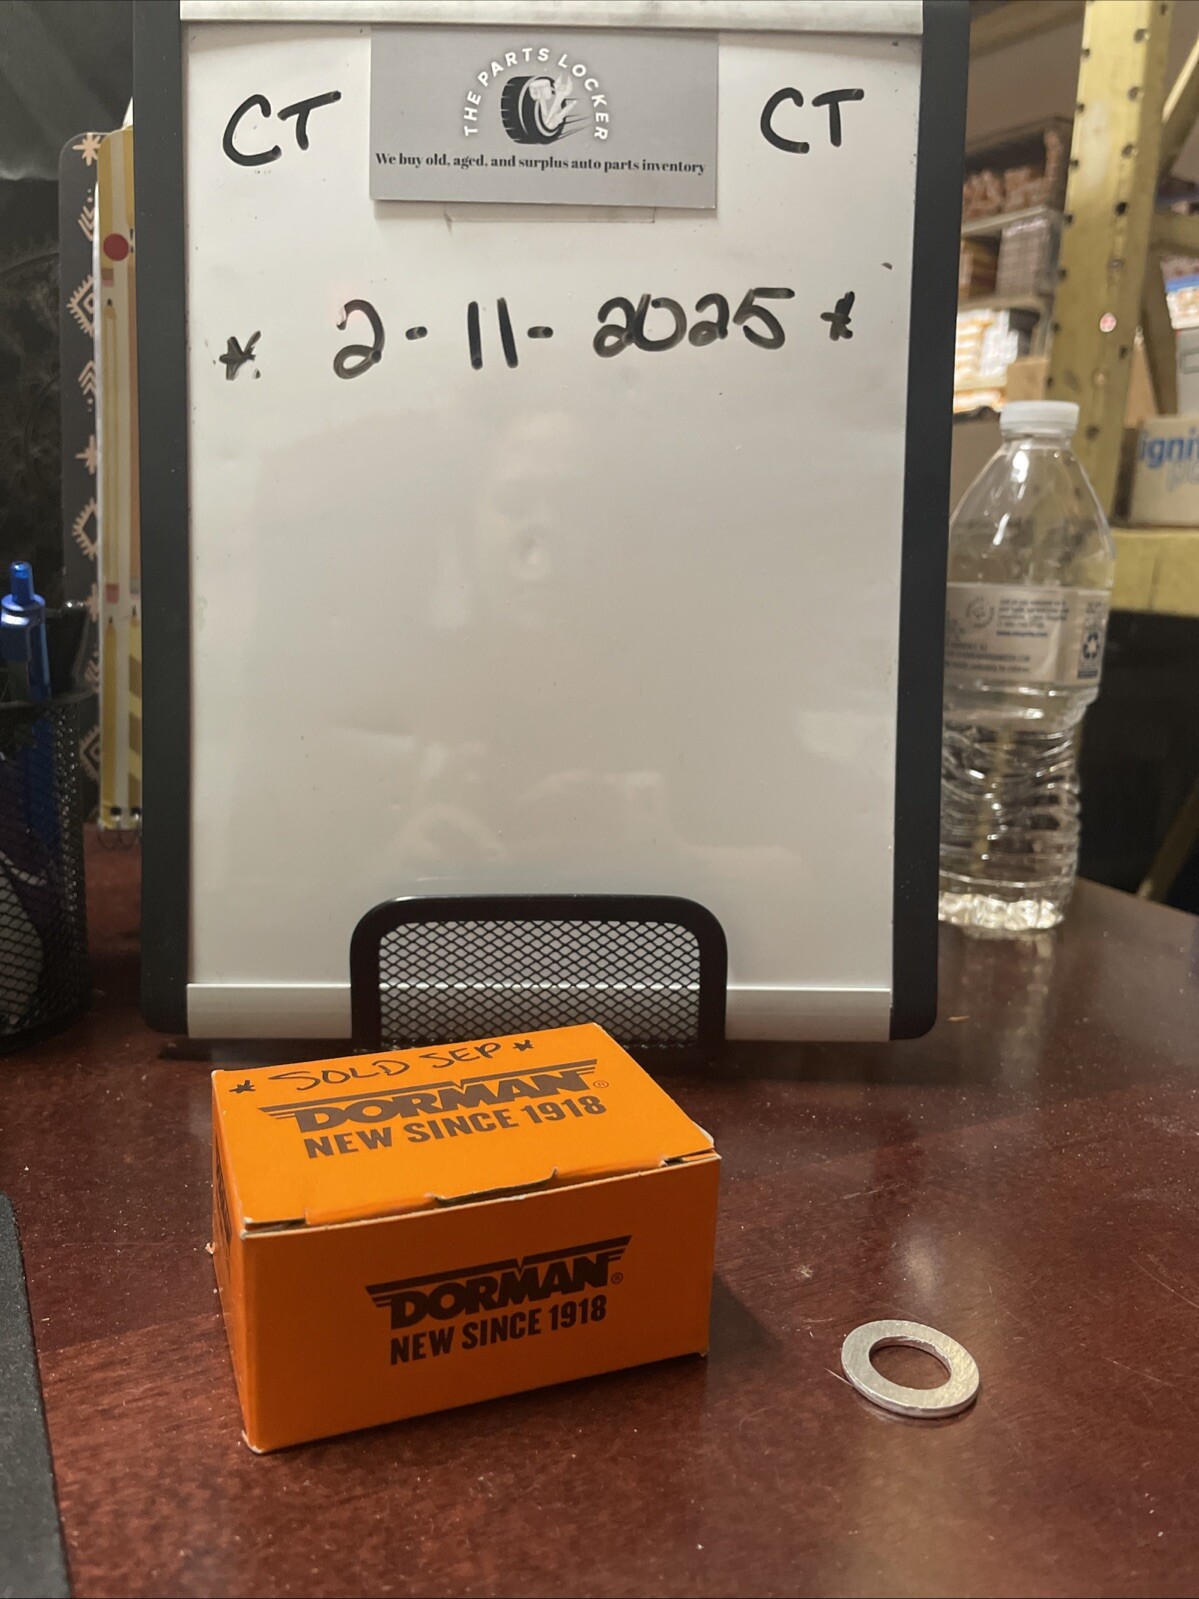 THE PARTS LOCKER
We buy old, aged, and surplus auto parts inventory
CT
CT
* 2-11-2025 *
igni
* SOLD SEP *
DORMAN®
NEW SINCE 1918
DORMAN®
NEW SINCE 1918